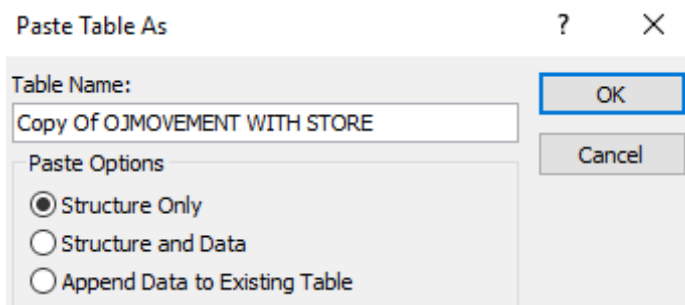 Paste Table As ?
Table Name:
OK
Copy Of OJMOVEMENT WITH STORE
Cancel
Paste Options
Structure Only
Structure and Data
Append Data to Existing Table